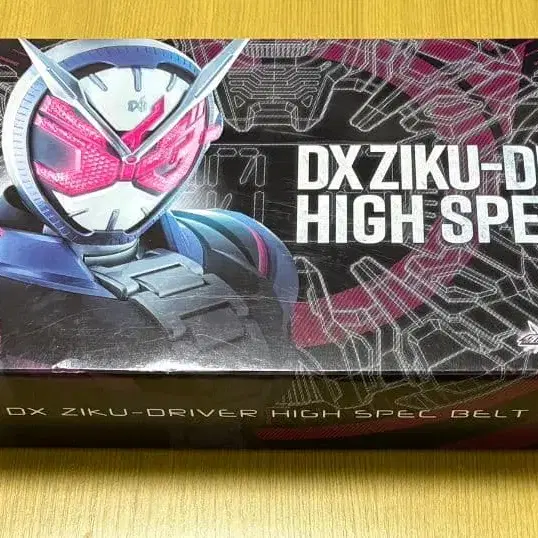 DX ZIKU-D
HIGH SPE
DX ZIKU-DRIVER HIGH SPEC BELT